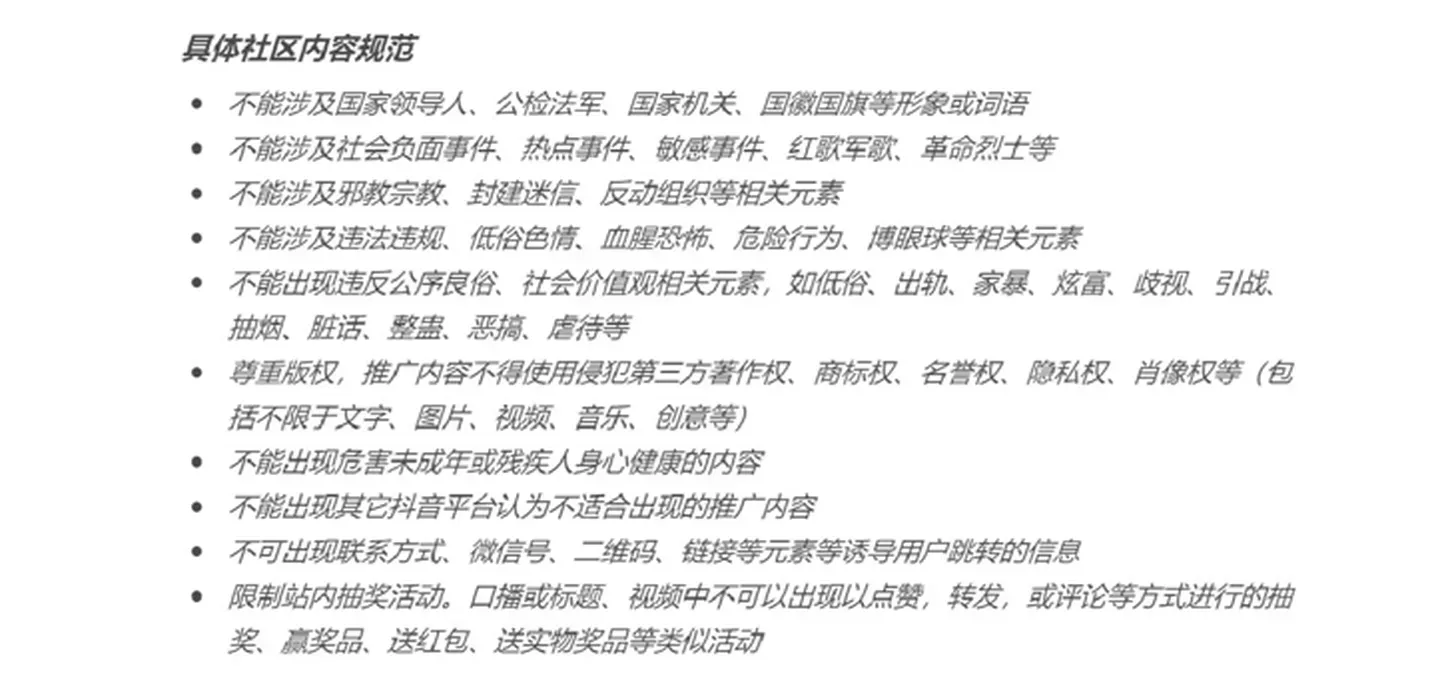 具体社区内容规范
• 不能涉及国家领导人、公检法军、国家机关、国徽国旗等形象或词语
• 不能涉及社会负面事件、热点事件、敏感事件、红歌军歌、革命烈士等
• 不能涉及邪教宗教、封建迷信、反动组织等相关元素
• 不能涉及违法违规、低俗色情、血腥恐怖、危险行为、博眼球等相关元素
• 不能出现违反公序良俗、社会价值观相关元素，如低俗、出轨、家暴、炫富、歧视、引战、
抽烟、脏话、整蛊、恶搞、虐待等
• 尊重版权，推广内容不得使用侵犯第三方著作权、商标权、名誉权、隐私权、肖像权等（包
括不限于文字、图片、视频、音乐、创意等）
• 不能出现危害未成年或残疾人身心健康的内容
• 不能出现其它抖音平台认为不适合出现的推广内容
• 不可出现联系方式、微信号、二维码、链接等元素等诱导用户跳转的信息
• 限制站内抽奖活动。口播或标题、视频中不可以出现以点赞，转发，或评论等方式进行的抽
奖、赢奖品、送红包、送实物奖品等类似活动